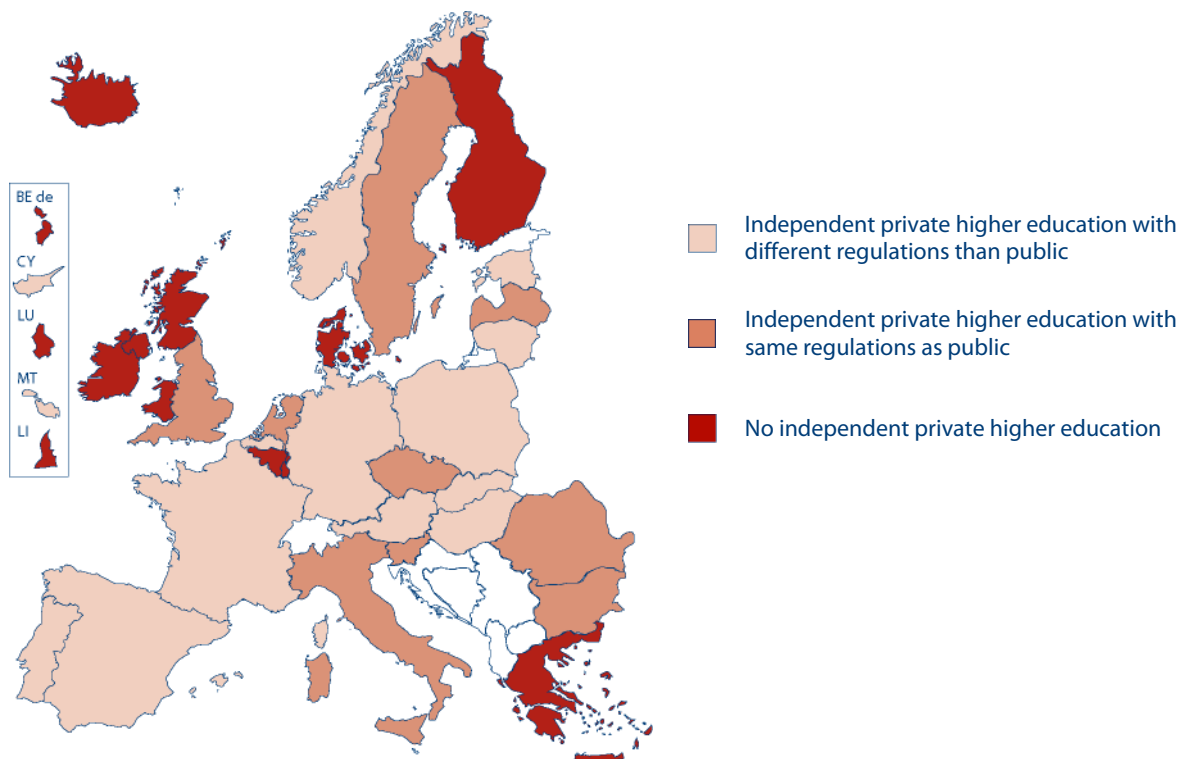 BE de
CY
LU
MT
LI
Independent private higher education with
different regulations than public
Independent private higher education with
same regulations as public
No independent private higher education